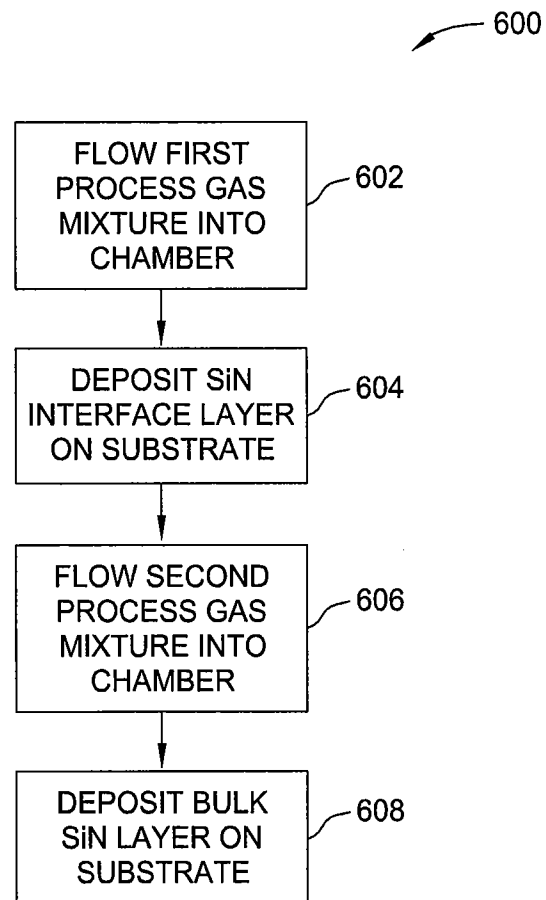 600
FLOW FIRST
PROCESS GAS
MIXTURE INTO
CHAMBER
602
DEPOSIT SiN
INTERFACE LAYER
ON SUBSTRATE
604
FLOW SECOND
PROCESS GAS
MIXTURE INTO
CHAMBER
606
DEPOSIT BULK
SiN LAYER ON
SUBSTRATE
608